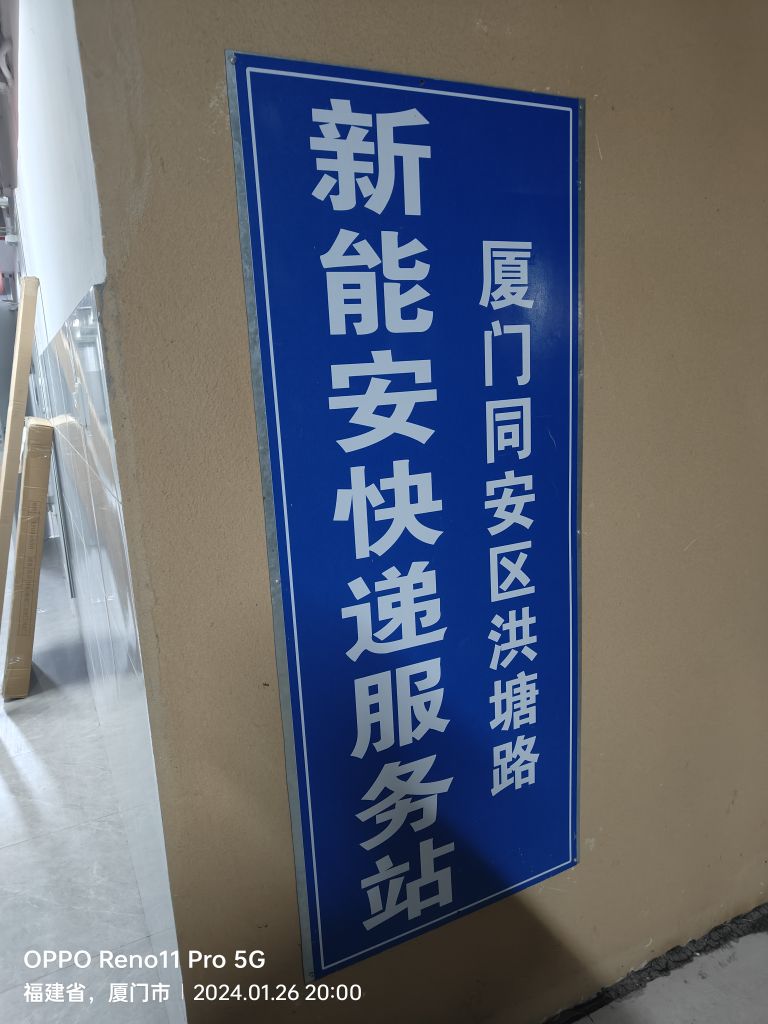 厦门同安区洪塘路
新能安快递服务站
OPPO Reno11 Pro 5G
福建省，厦门市 | 2024.01.26 20:00